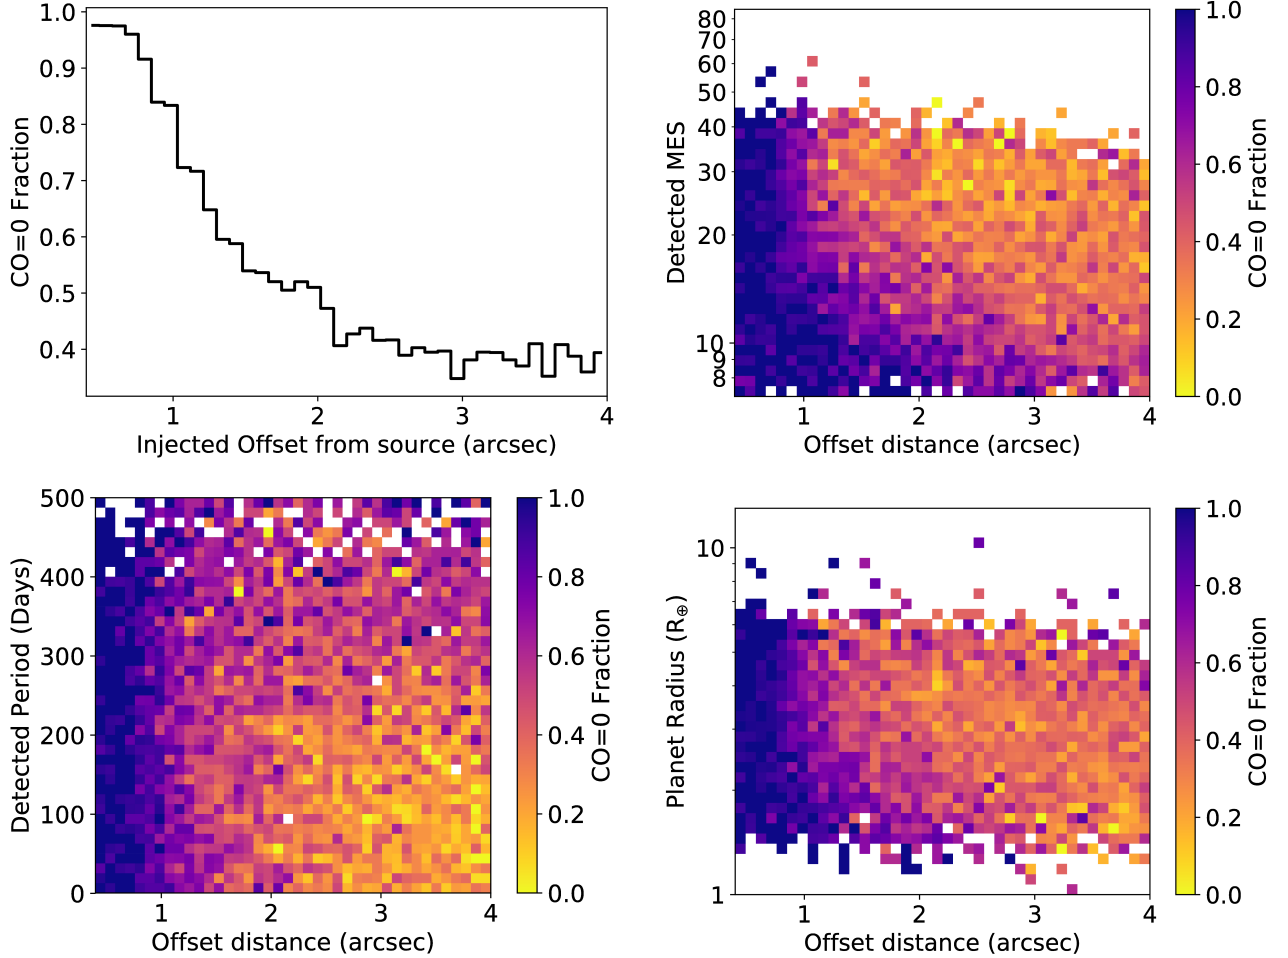 1.0
0.9
0.8
0.7
0.6
0.5
0.4
CO=0 Fraction
1 2 3 4
Injected Offset from source (arcsec)
80
70
60
50
40
30
20
10
9
8
Detected MES
1 2 3 4
Offset distance (arcsec)
1.0
0.8
0.6
0.4
0.2
0.0
CO=0 Fraction
500
400
300
200
100
0
Detected Period (Days)
1 2 3 4
Offset distance (arcsec)
1.0
0.8
0.6
0.4
0.2
0.0
CO=0 Fraction
10
1
Planet Radius (R⊕)
1 2 3 4
Offset distance (arcsec)
1.0
0.8
0.6
0.4
0.2
0.0
CO=0 Fraction